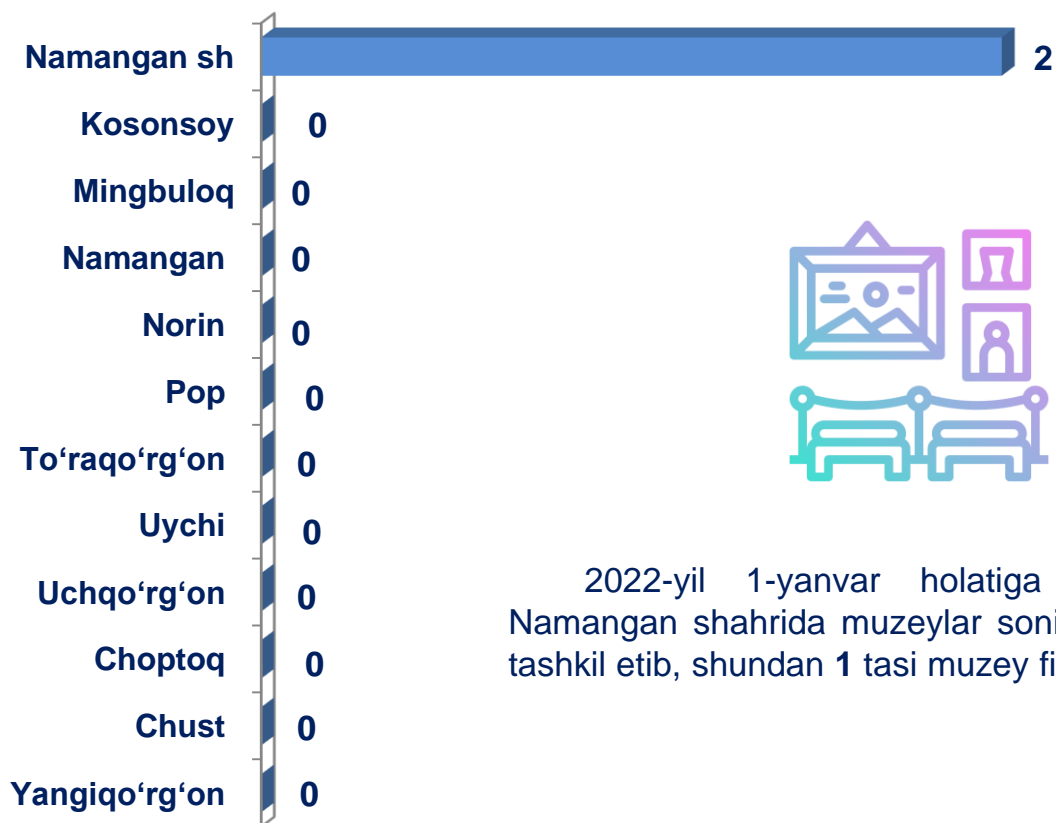 Namangan sh 2
Kosonsoy 0
Mingbuloq 0
Namangan 0
Norin 0
Pop 0
To‘raqo‘rg‘on 0
Uychi 0
Uchqo‘rg‘on 0
Choptoq 0
Chust 0
Yangiqo‘rg‘on 0
2022-yil 1-yanvar holatiga
Namangan shahrida muzeylar soni
tashkil etib, shundan 1 tasi muzey